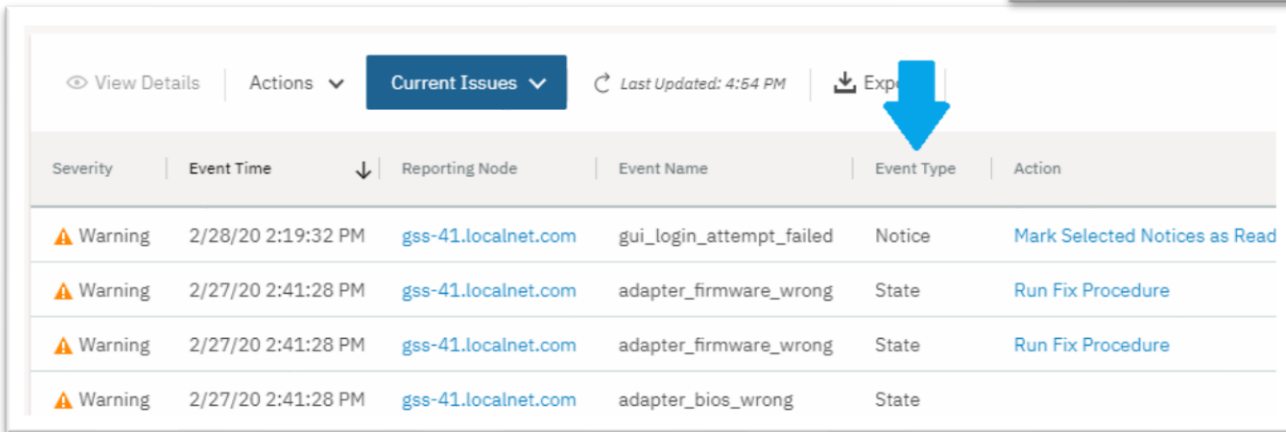 View Details Actions Current Issues Last Updated: 4:54 PM
Severity Event Time Reporting Node Event Name Event Type Action
Warning 2/28/20 2:19:32 PM gss-41.localnet.com gui_login_attempt_failed Notice Mark Selected Notices as Read
Warning 2/27/20 2:41:28 PM gss-41.localnet.com adapter_firmware_wrong State Run Fix Procedure
Warning 2/27/20 2:41:28 PM gss-41.localnet.com adapter_firmware_wrong State Run Fix Procedure
Warning 2/27/20 2:41:28 PM gss-41.localnet.com adapter_bios_wrong State